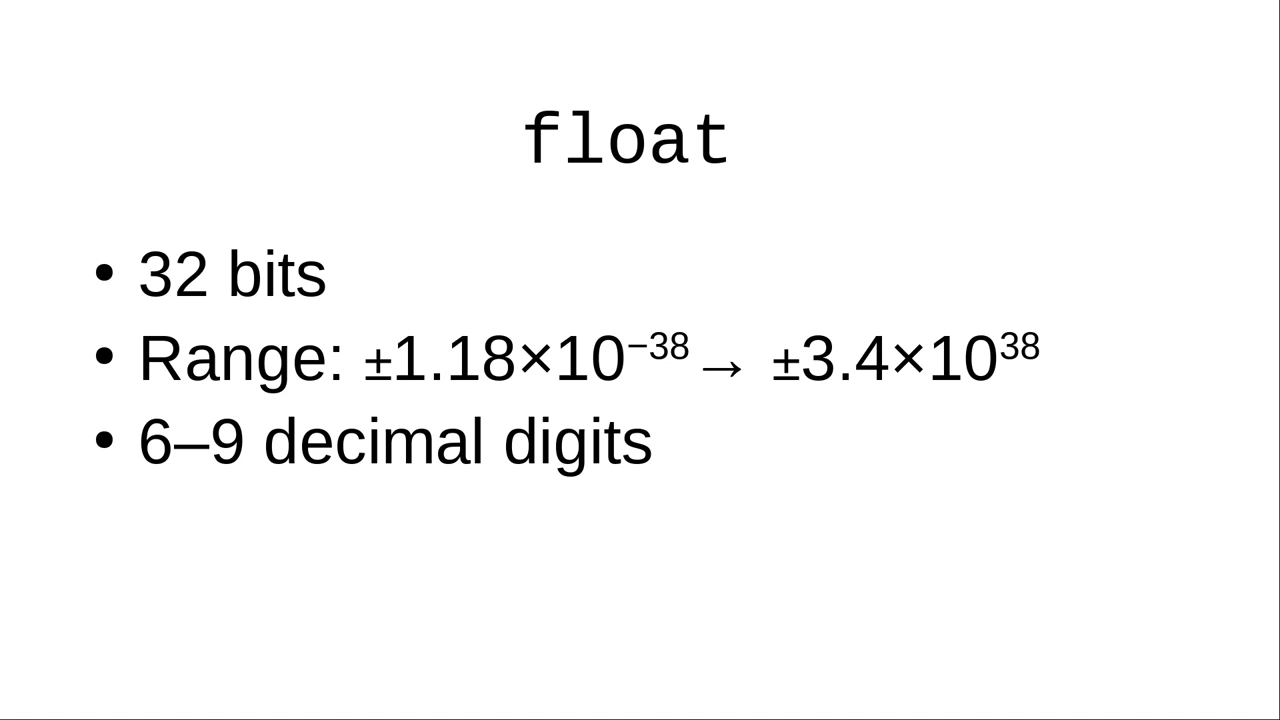 float
• 32 bits
• Range: ±1.18×10⁻³⁸→ ±3.4×10³⁸
• 6–9 decimal digits